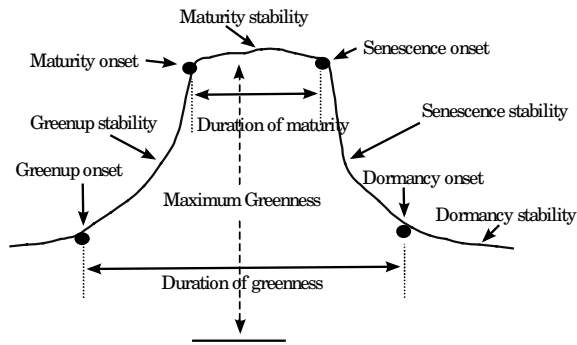 Maturity stability
Senescence onset
Maturity onset
Senescence stability
Greenup stability
Duration of maturity
Greenup onset
Dormancy onset
Maximum Greenness
Dormancy stability
Duration of greenness